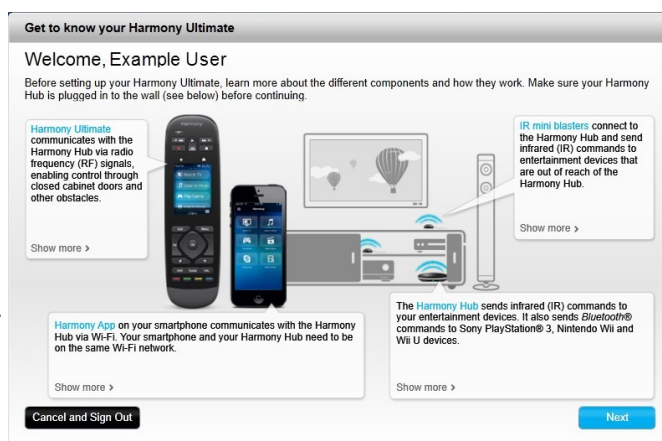 Get to know your Harmony Ultimate
Welcome, Example User
Before setting up your Harmony Ultimate, learn more about the different components and how they work. Make sure your Harmony
Hub is plugged in to the wall (see below) before continuing.
Harmony Ultimate
communicates with the
Harmony Hub via radio
frequency (RF) signals,
enabling control through
closed cabinet doors and
other obstacles.
Show more >
IR mini blasters connect to
the Harmony Hub and send
infrared (IR) commands to
entertainment devices that
are out of reach of the
Harmony Hub.
Show more >
Harmony App on your smartphone communicates with the Harmony
Hub via Wi-Fi. Your smartphone and your Harmony Hub need to be
on the same Wi-Fi network.
Show more >
The Harmony Hub sends infrared (IR) commands to
your entertainment devices. It also sends Bluetooth®
commands to Sony PlayStation® 3, Nintendo Wii and
Wii U devices.
Show more >
Cancel and Sign Out
Next